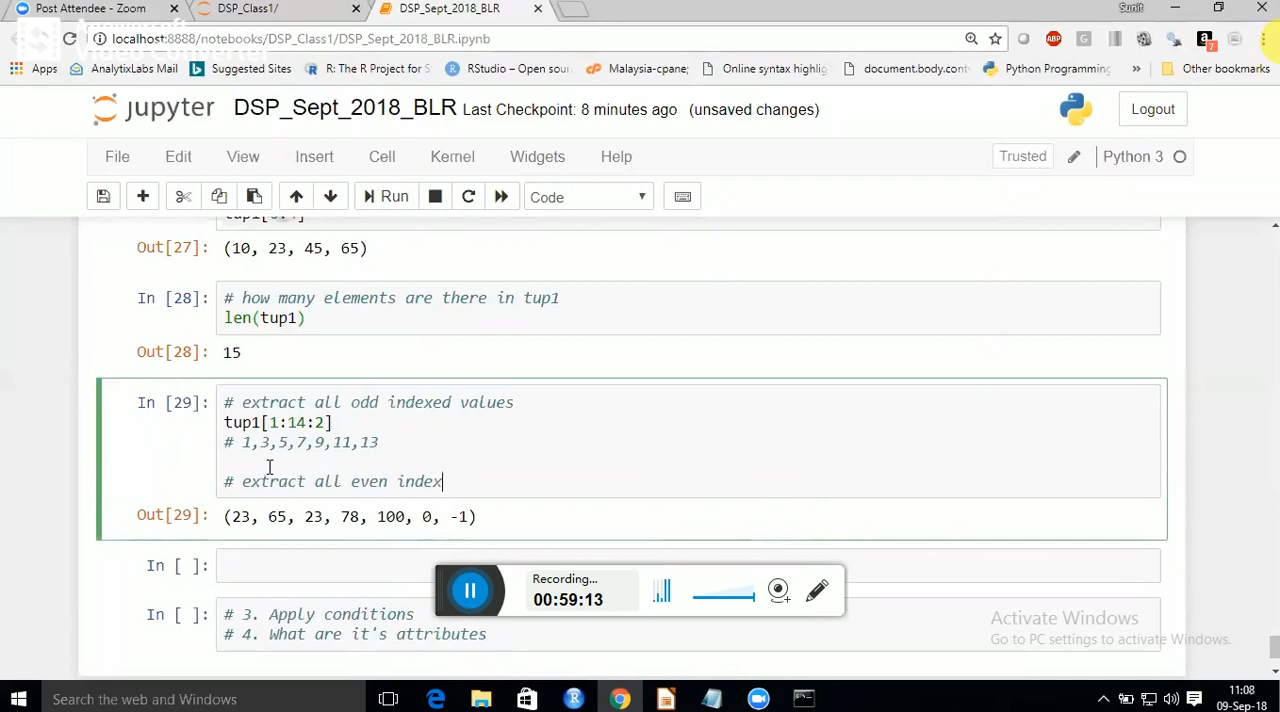 Post Attendee - Zoom
DSP_Class1/
DSP_Sept_2018_BLR
Sunit
localhost:8888/notebooks/DSP_Class1/DSP_Sept_2018_BLR.ipynb
Apps
AnalytixLabs Mail
Suggested Sites
R: The R Project for S
RStudio – Open sour
Malaysia-cpane;
Online syntax highlig
document.body.cont
Python Programming
Other bookmarks
jupyter
DSP_Sept_2018_BLR Last Checkpoint: 8 minutes ago (unsaved changes)
Logout
File Edit View Insert Cell Kernel Widgets Help
Trusted
Python 3
Run
Code
Out[27]: (10, 23, 45, 65)
In [28]: # how many elements are there in tup1
len(tup1)
Out[28]: 15
In [29]: # extract all odd indexed values
tup1[1:14:2]
# 1,3,5,7,9,11,13
# extract all even index
Out[29]: (23, 65, 23, 78, 100, 0, -1)
In [ ]:
Recording...
00:59:13
In [ ]: # 3. Apply conditions
# 4. What are it's attributes
Activate Windows
Go to PC settings to activate Windows.
Search the web and Windows
11:08
09-Sep-18